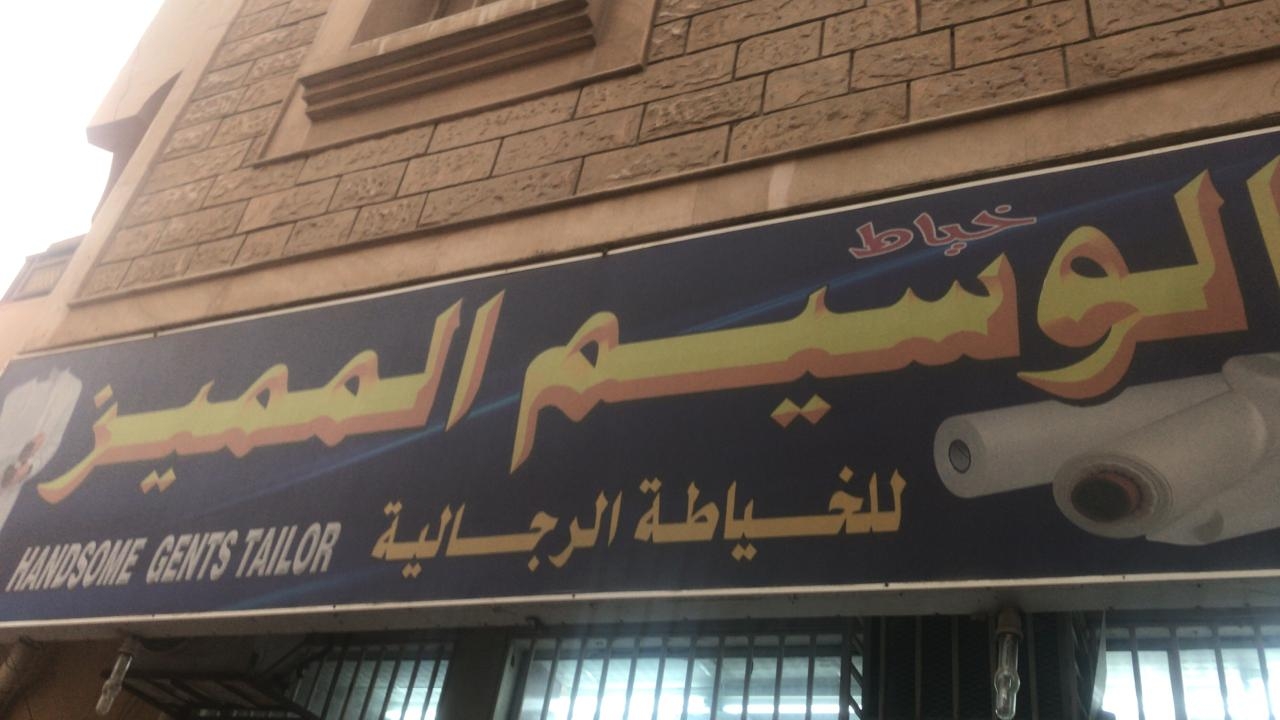 خياط
الوسيم المميز
للخياطة الرجالية
HANDSOME GENTS TAILOR